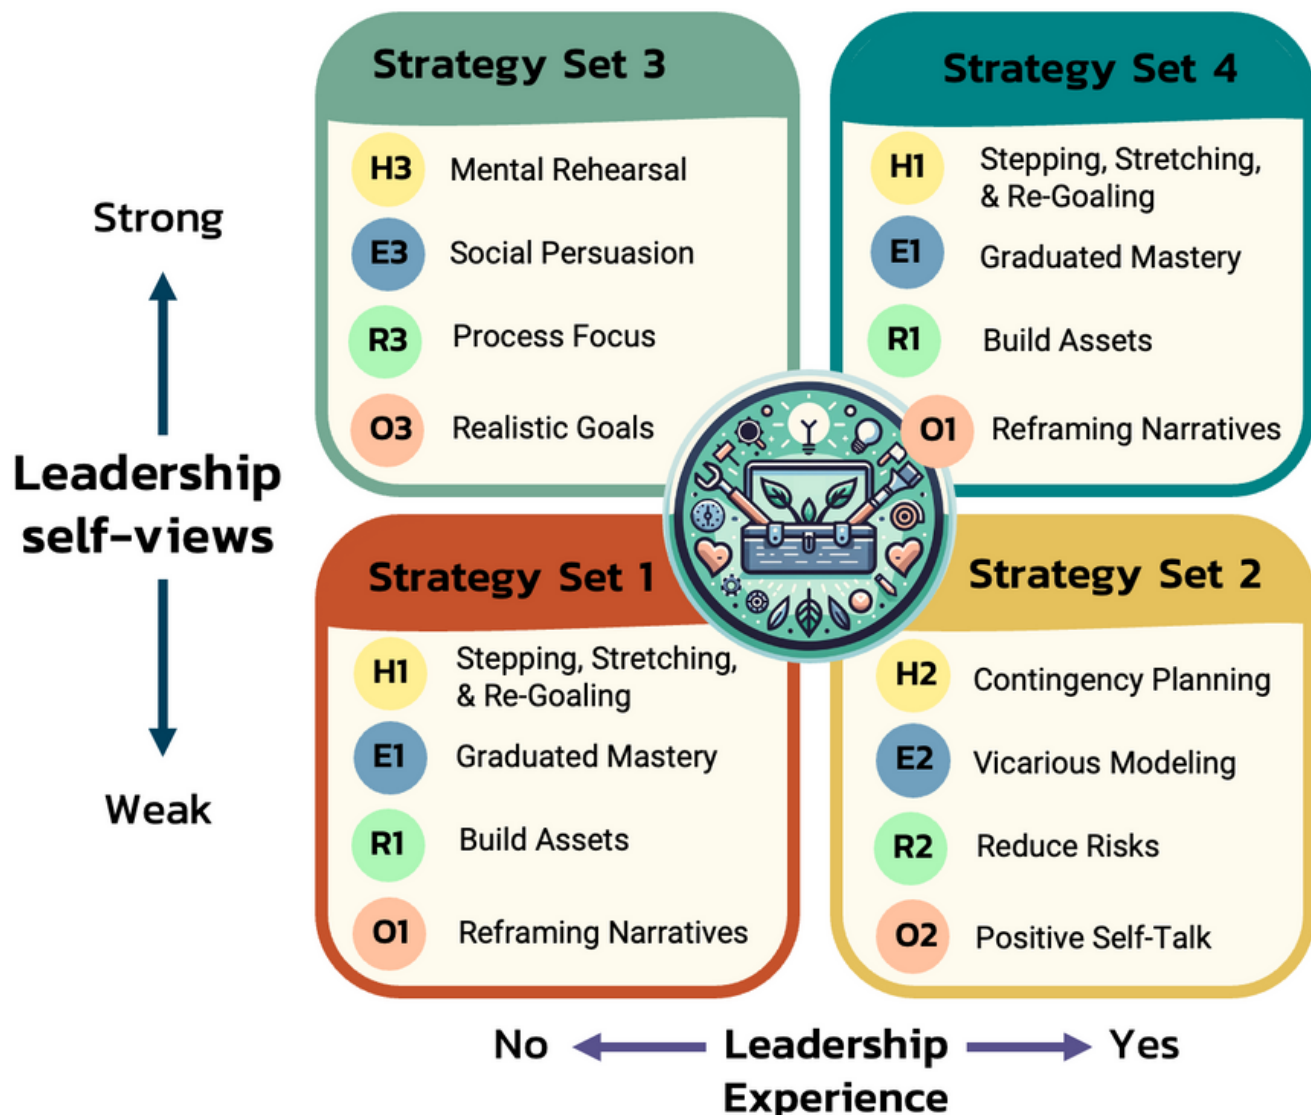 Strategy Set 3
H3 Mental Rehearsal
E3 Social Persuasion
R3 Process Focus
O3 Realistic Goals
Strategy Set 4
H1 Stepping, Stretching,
& Re-Goaling
E1 Graduated Mastery
R1 Build Assets
O1 Reframing Narratives
Strong
Leadership
self-views
Weak
Strategy Set 1
H1 Stepping, Stretching,
& Re-Goaling
E1 Graduated Mastery
R1 Build Assets
O1 Reframing Narratives
Strategy Set 2
H2 Contingency Planning
E2 Vicarious Modeling
R2 Reduce Risks
O2 Positive Self-Talk
No
Leadership
Experience
Yes